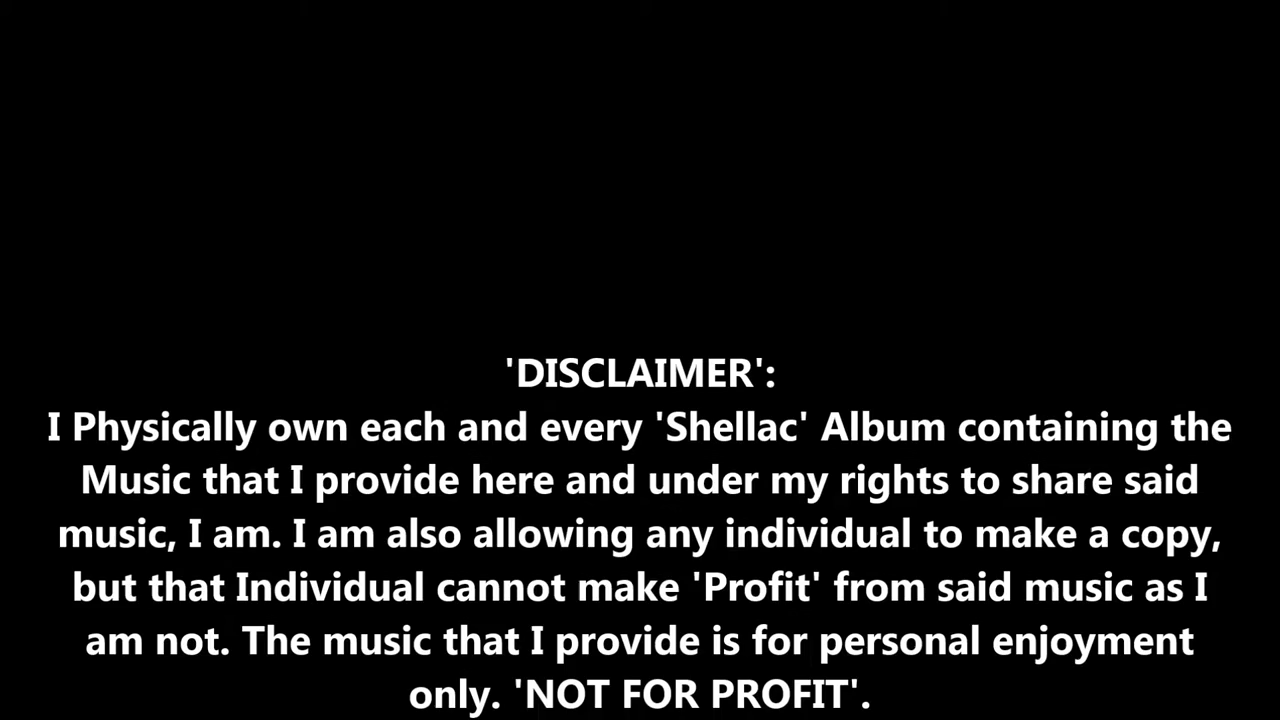 'DISCLAIMER':
I Physically own each and every 'Shellac' Album containing the
Music that I provide here and under my rights to share said
music, I am. I am also allowing any individual to make a copy,
but that Individual cannot make 'Profit' from said music as I
am not. The music that I provide is for personal enjoyment
only. 'NOT FOR PROFIT'.